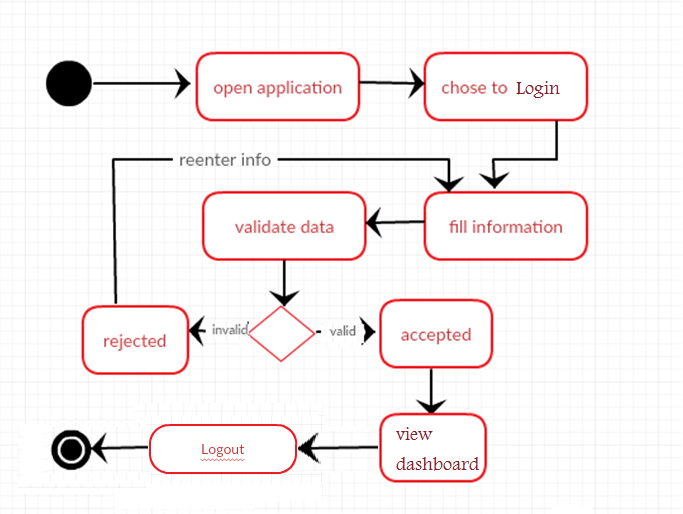 open application
chose to Login
reenter info
validate data
fill information
invalid
valid
rejected
accepted
view
dashboard
Logout